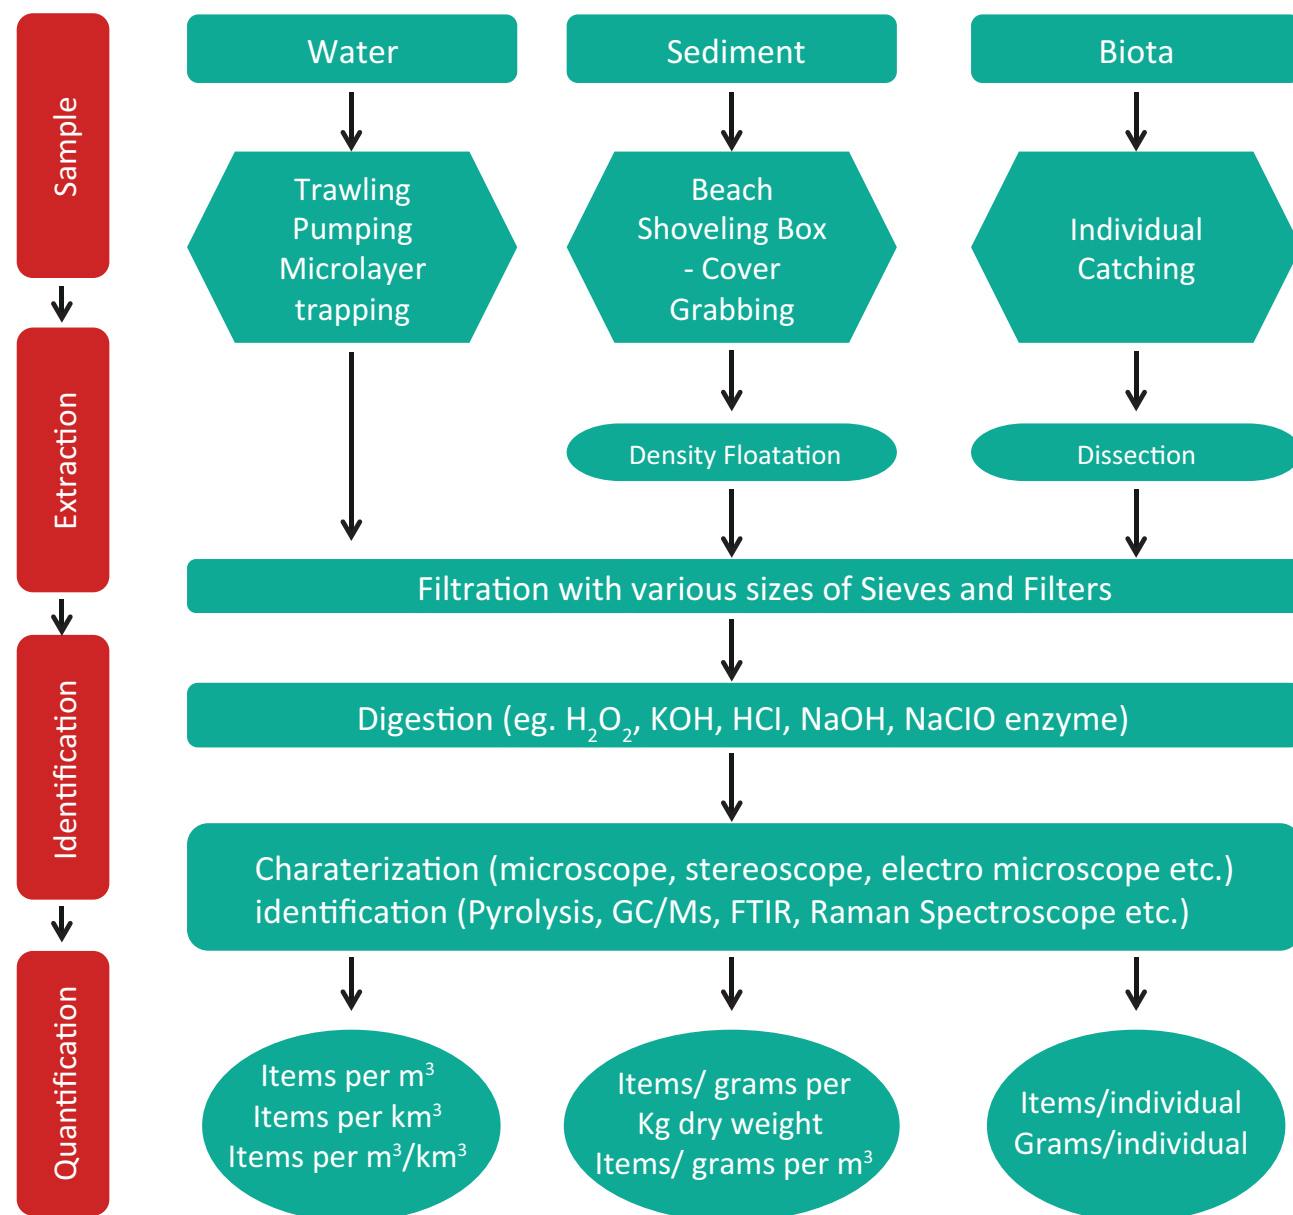 Sample
Extraction
Identification
Quantification
Water
Sediment
Biota
Trawling
Pumping
Microlayer
trapping
Beach
Shoveling Box
- Cover
Grabbing
Individual
Catching
Density Floatation
Dissection
Filtration with various sizes of Sieves and Filters
Digestion (eg. H₂O₂, KOH, HCI, NaOH, NaCIO enzyme)
Charaterization (microscope, stereoscope, electro microscope etc.)
identification (Pyrolysis, GC/Ms, FTIR, Raman Spectroscope etc.)
Items per m³
Items per km³
Items per m³/km³
Items/ grams per
Kg dry weight
Items/ grams per m³
Items/individual
Grams/individual